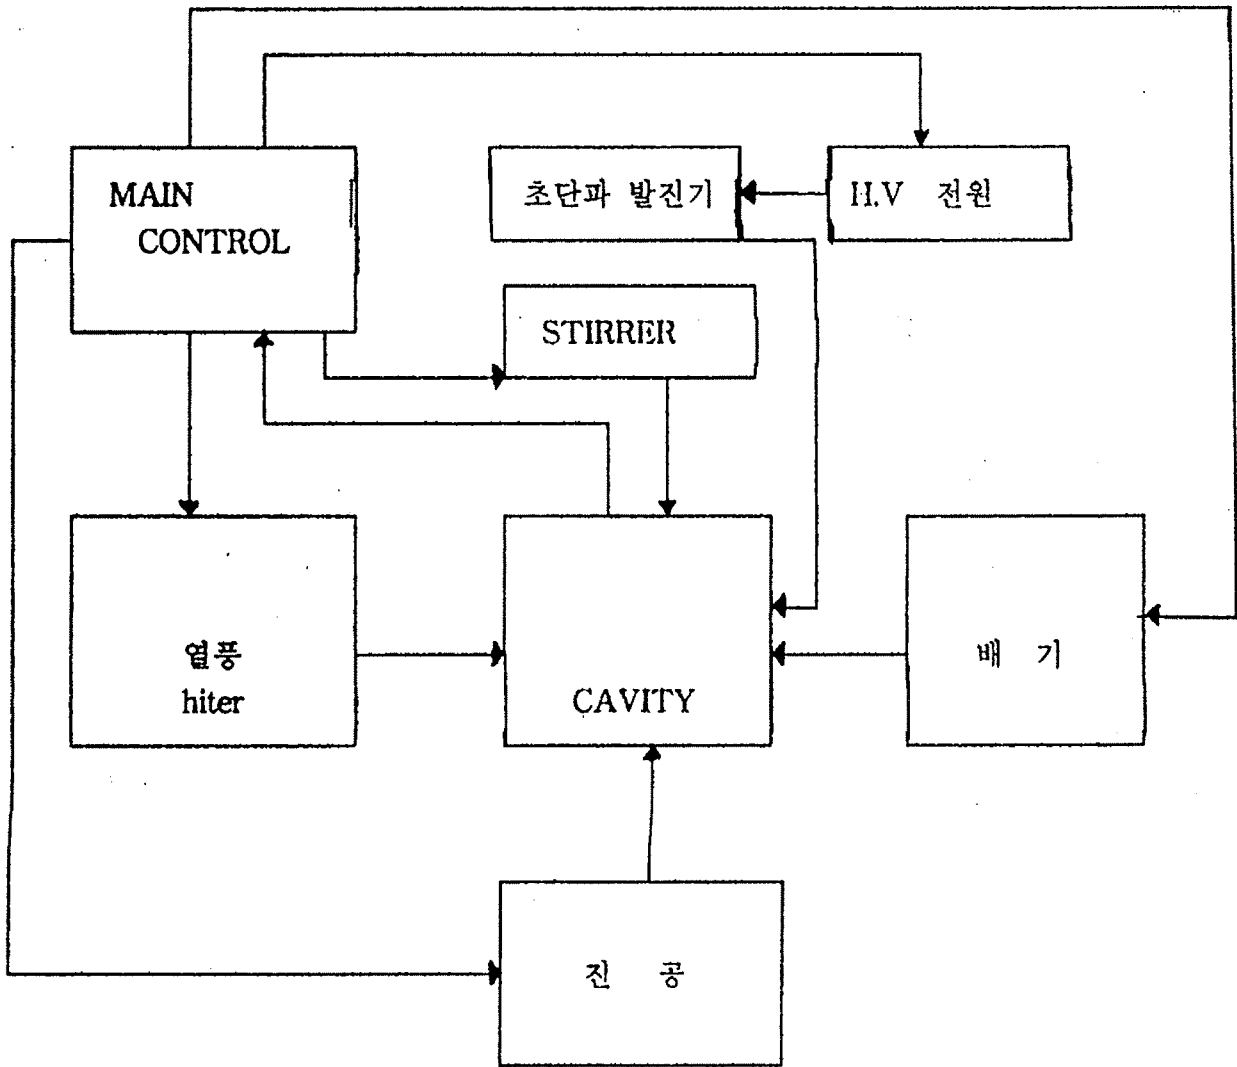 MAIN
CONTROL
초단파 발진기
H.V 전원
STIRRER
열풍
hiter
CAVITY
배 기
진 공